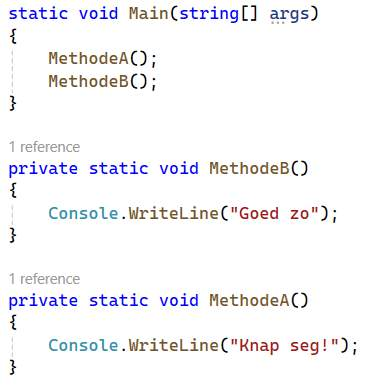 static void Main(string[] args)
{
MethodeA();
MethodeB();
}
1 reference
private static void MethodeB()
{
Console.WriteLine("Goed zo");
}
1 reference
private static void MethodeA()
{
Console.WriteLine("Knap seg!");
}